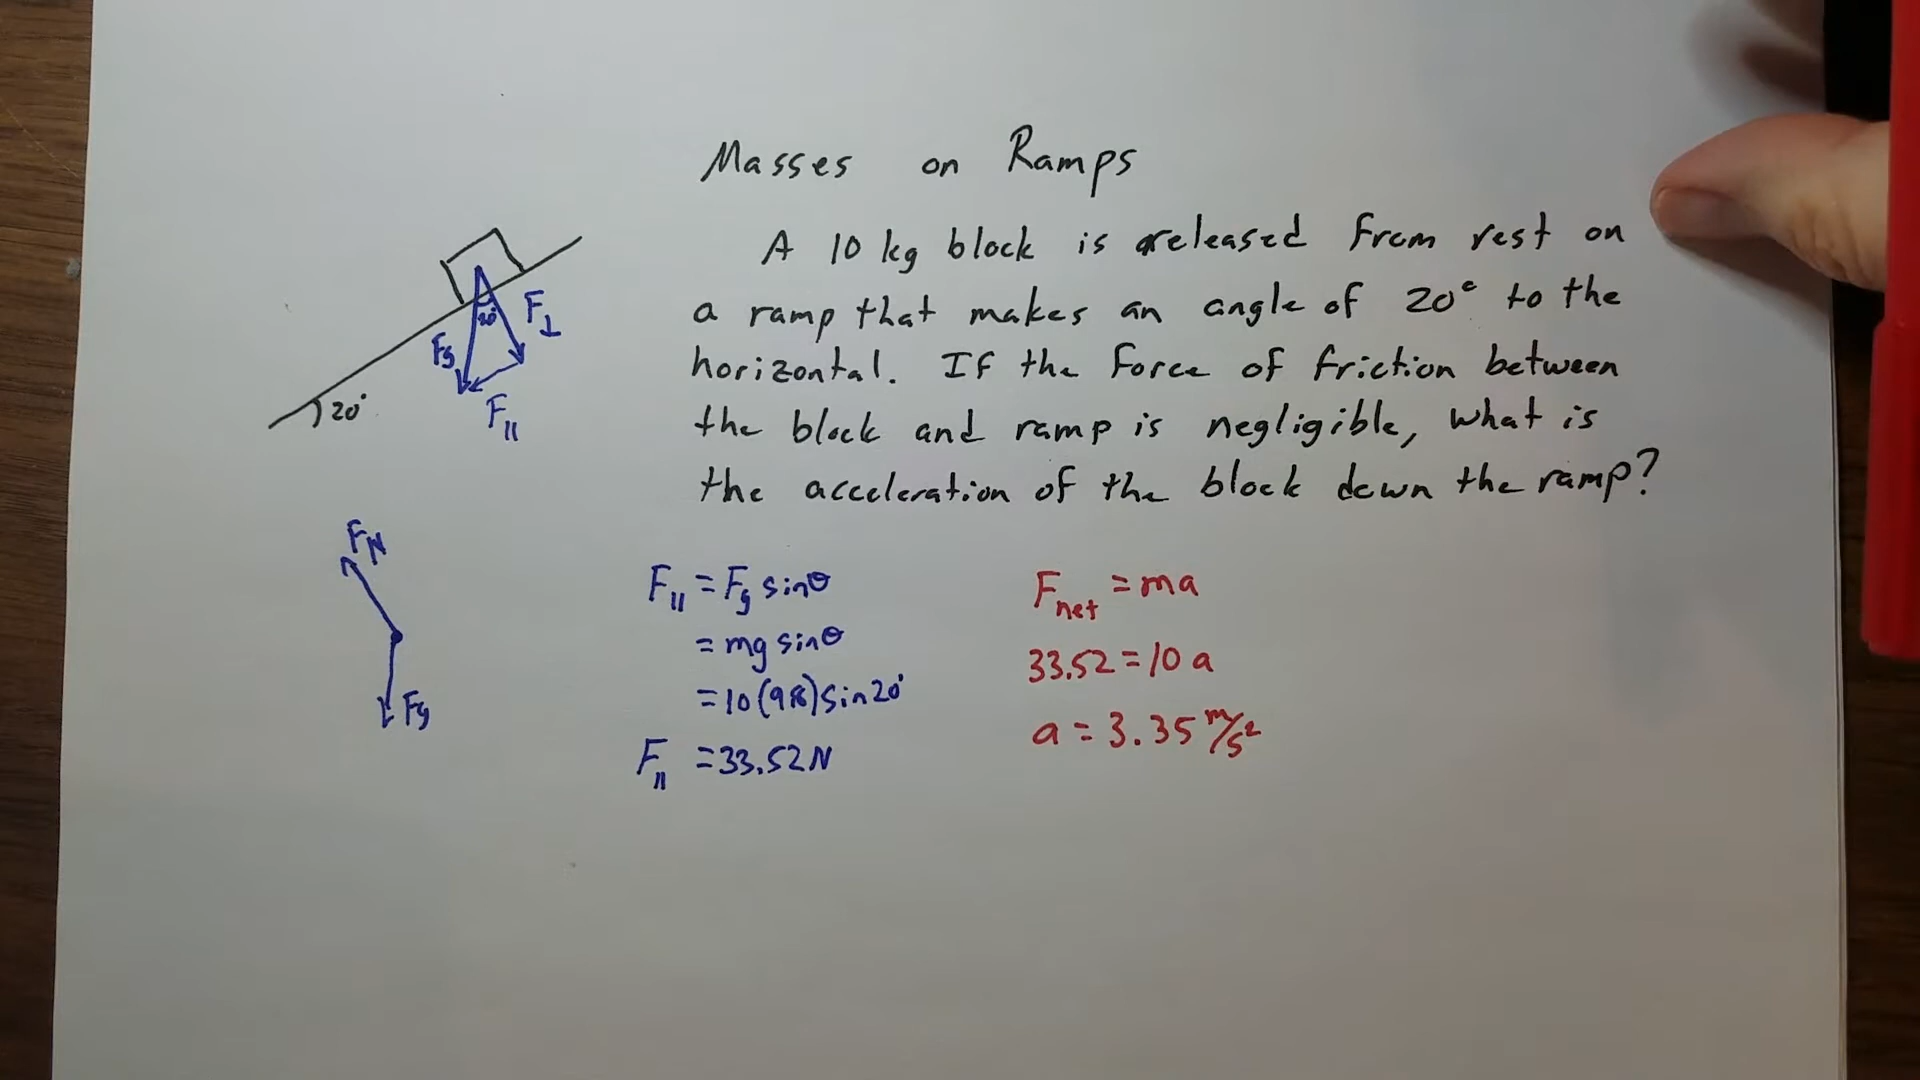 Masses on Ramps
A 10 kg block is released from rest on
a ramp that makes an angle of 20° to the
horizontal. If the force of friction between
the block and ramp is negligible, what is
the acceleration of the block down the ramp?
20°
F⊥
Fg
F||
20°
FN
Fg
F|| = Fg sinθ
= mg sinθ
= 10(9.8) sin20°
F|| = 33.52N
Fnet = ma
33.52 = 10 a
a = 3.35 m/s²